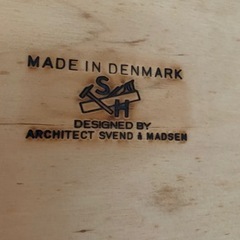 MADE IN DENMARK
S
H
DESIGNED BY
ARCHITECT SVEND & MADSEN